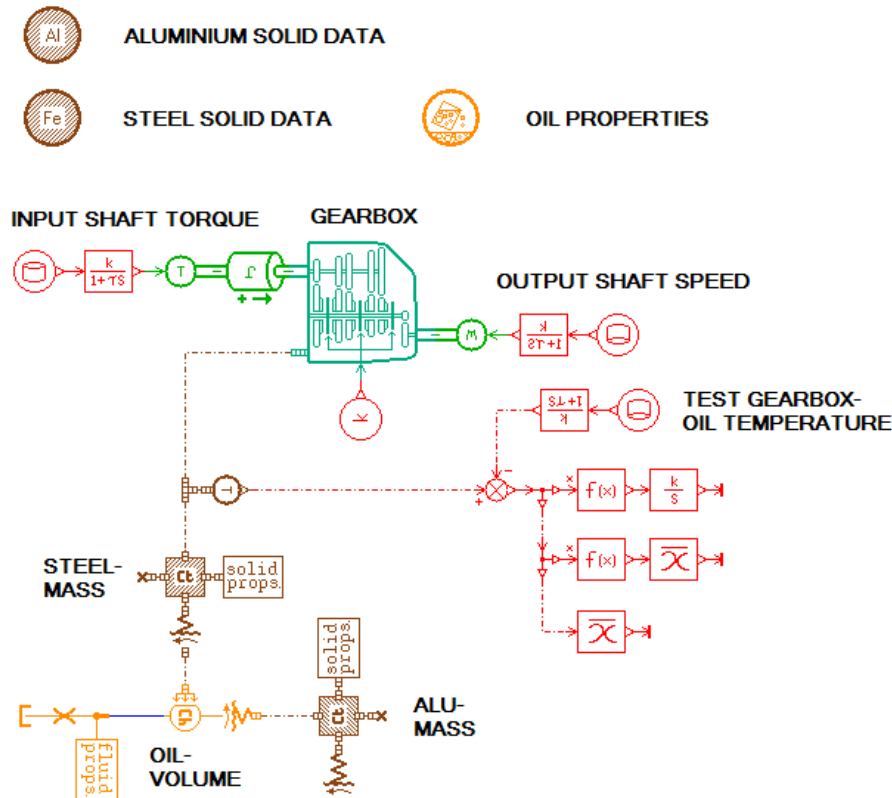 Al ALUMINIUM SOLID DATA
Fe STEEL SOLID DATA
OIL PROPERTIES
INPUT SHAFT TORQUE
GEARBOX
k
1+τs
T
J
+
OUTPUT SHAFT SPEED
ω
k
1+τs
K
TEST GEARBOX-
OIL TEMPERATURE
k
1+τs
−
+
T
x
f(x)
k
s
x
f(x)
x
x
STEEL-
MASS
Ct
solid
props.
solid
props.
Ct
ALU-
MASS
Ch
OIL-
VOLUME
fluid
props.